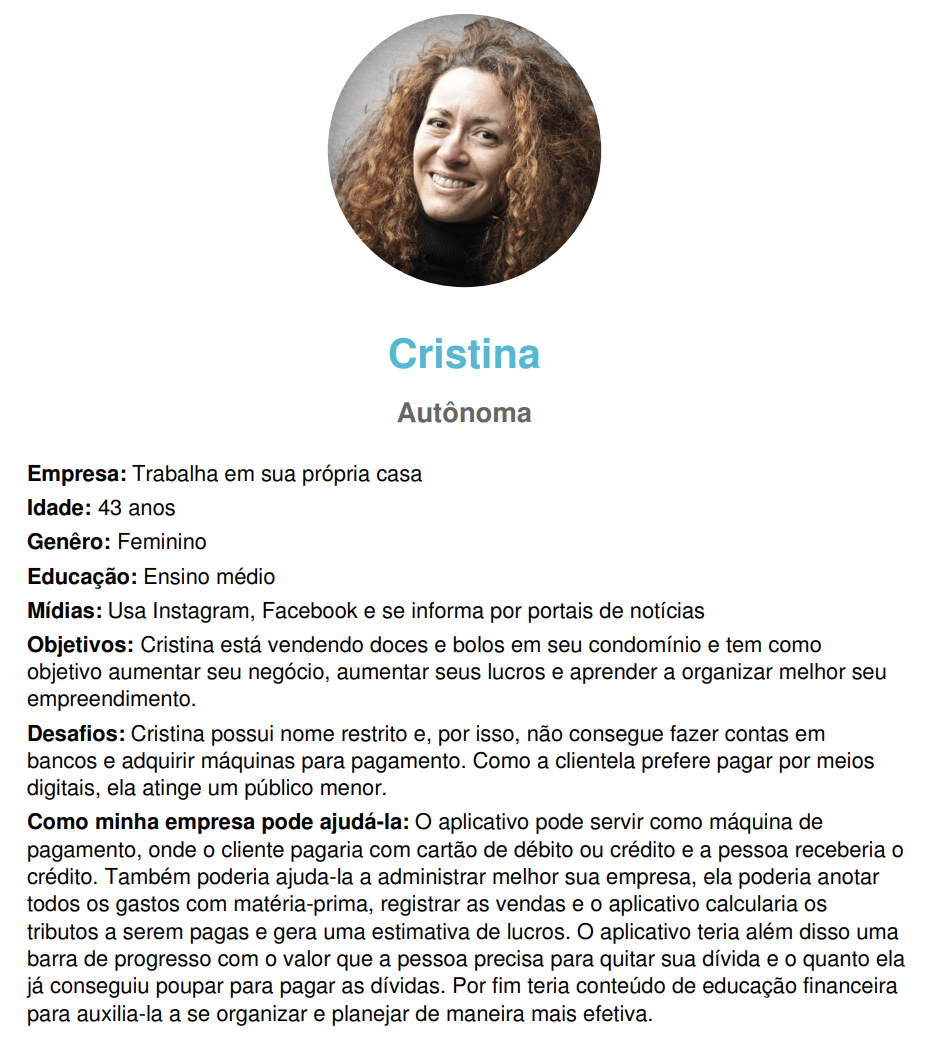 Cristina
Autônoma
Empresa: Trabalha em sua própria casa
Idade: 43 anos
Genêro: Feminino
Educação: Ensino médio
Mídias: Usa Instagram, Facebook e se informa por portais de notícias
Objetivos: Cristina está vendendo doces e bolos em seu condomínio e tem como
objetivo aumentar seu negócio, aumentar seus lucros e aprender a organizar melhor seu
empreendimento.
Desafios: Cristina possui nome restrito e, por isso, não consegue fazer contas em
bancos e adquirir máquinas para pagamento. Como a clientela prefere pagar por meios
digitais, ela atinge um público menor.
Como minha empresa pode ajudá-la: O aplicativo pode servir como máquina de
pagamento, onde o cliente pagaria com cartão de débito ou crédito e a pessoa receberia o
crédito. Também poderia ajuda-la a administrar melhor sua empresa, ela poderia anotar
todos os gastos com matéria-prima, registrar as vendas e o aplicativo calcularia os
tributos a serem pagas e gera uma estimativa de lucros. O aplicativo teria além disso uma
barra de progresso com o valor que a pessoa precisa para quitar sua dívida e o quanto ela
já conseguiu poupar para pagar as dívidas. Por fim teria conteúdo de educação financeira
para auxilia-la a se organizar e planejar de maneira mais efetiva.